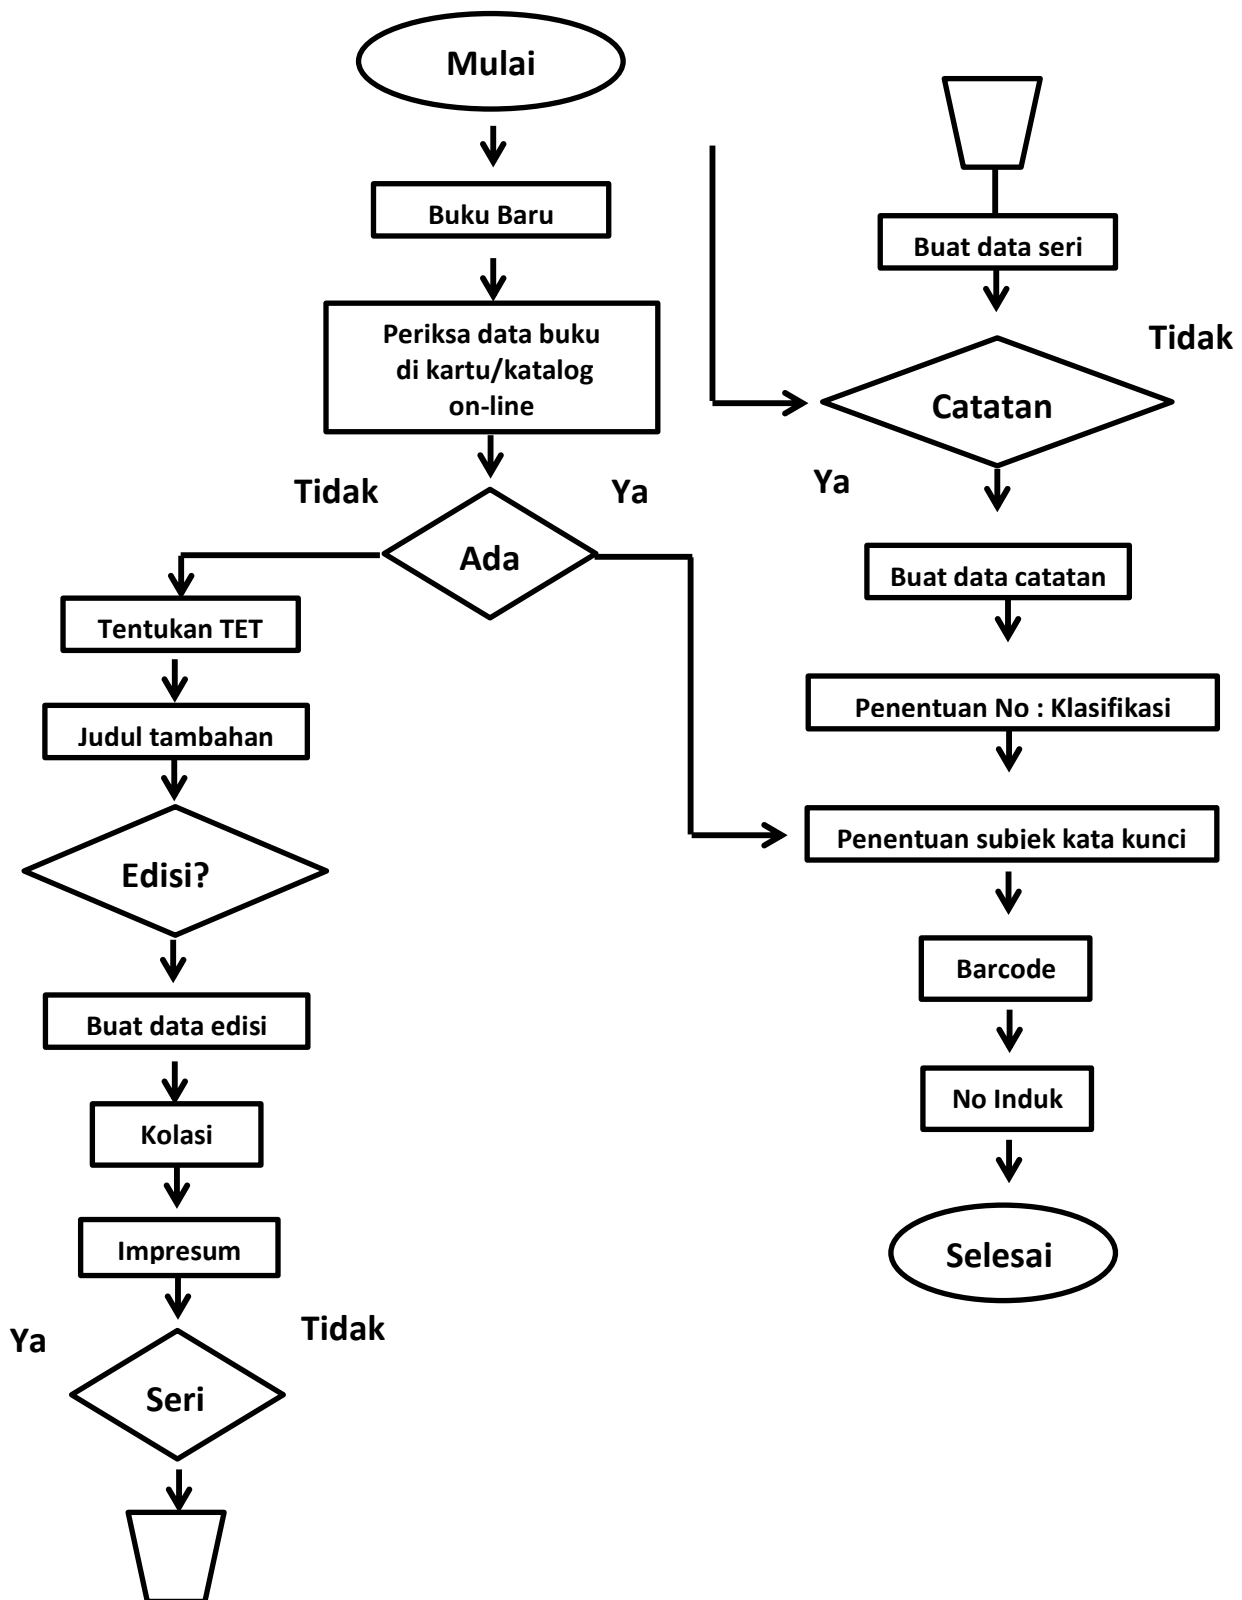 Mulai
Buku Baru
Periksa data buku
di kartu/katalog
on-line
Tidak
Ya
Ada
Tentukan TET
Judul tambahan
Edisi?
Buat data edisi
Kolasi
Impresum
Ya
Tidak
Seri
Buat data seri
Tidak
Catatan
Ya
Buat data catatan
Penentuan No : Klasifikasi
Penentuan subjek kata kunci
Barcode
No Induk
Selesai